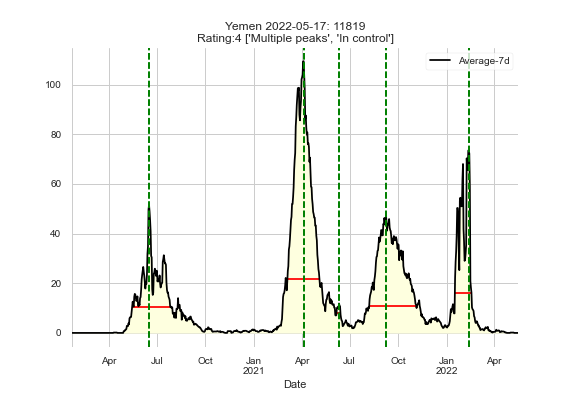 Yemen 2022-05-17: 11819
Rating:4 ['Multiple peaks', 'In control']
Average-7d
100
80
60
40
20
0
Apr
Jul
Oct
Jan
2021
Apr
Jul
Oct
Jan
2022
Apr
Date